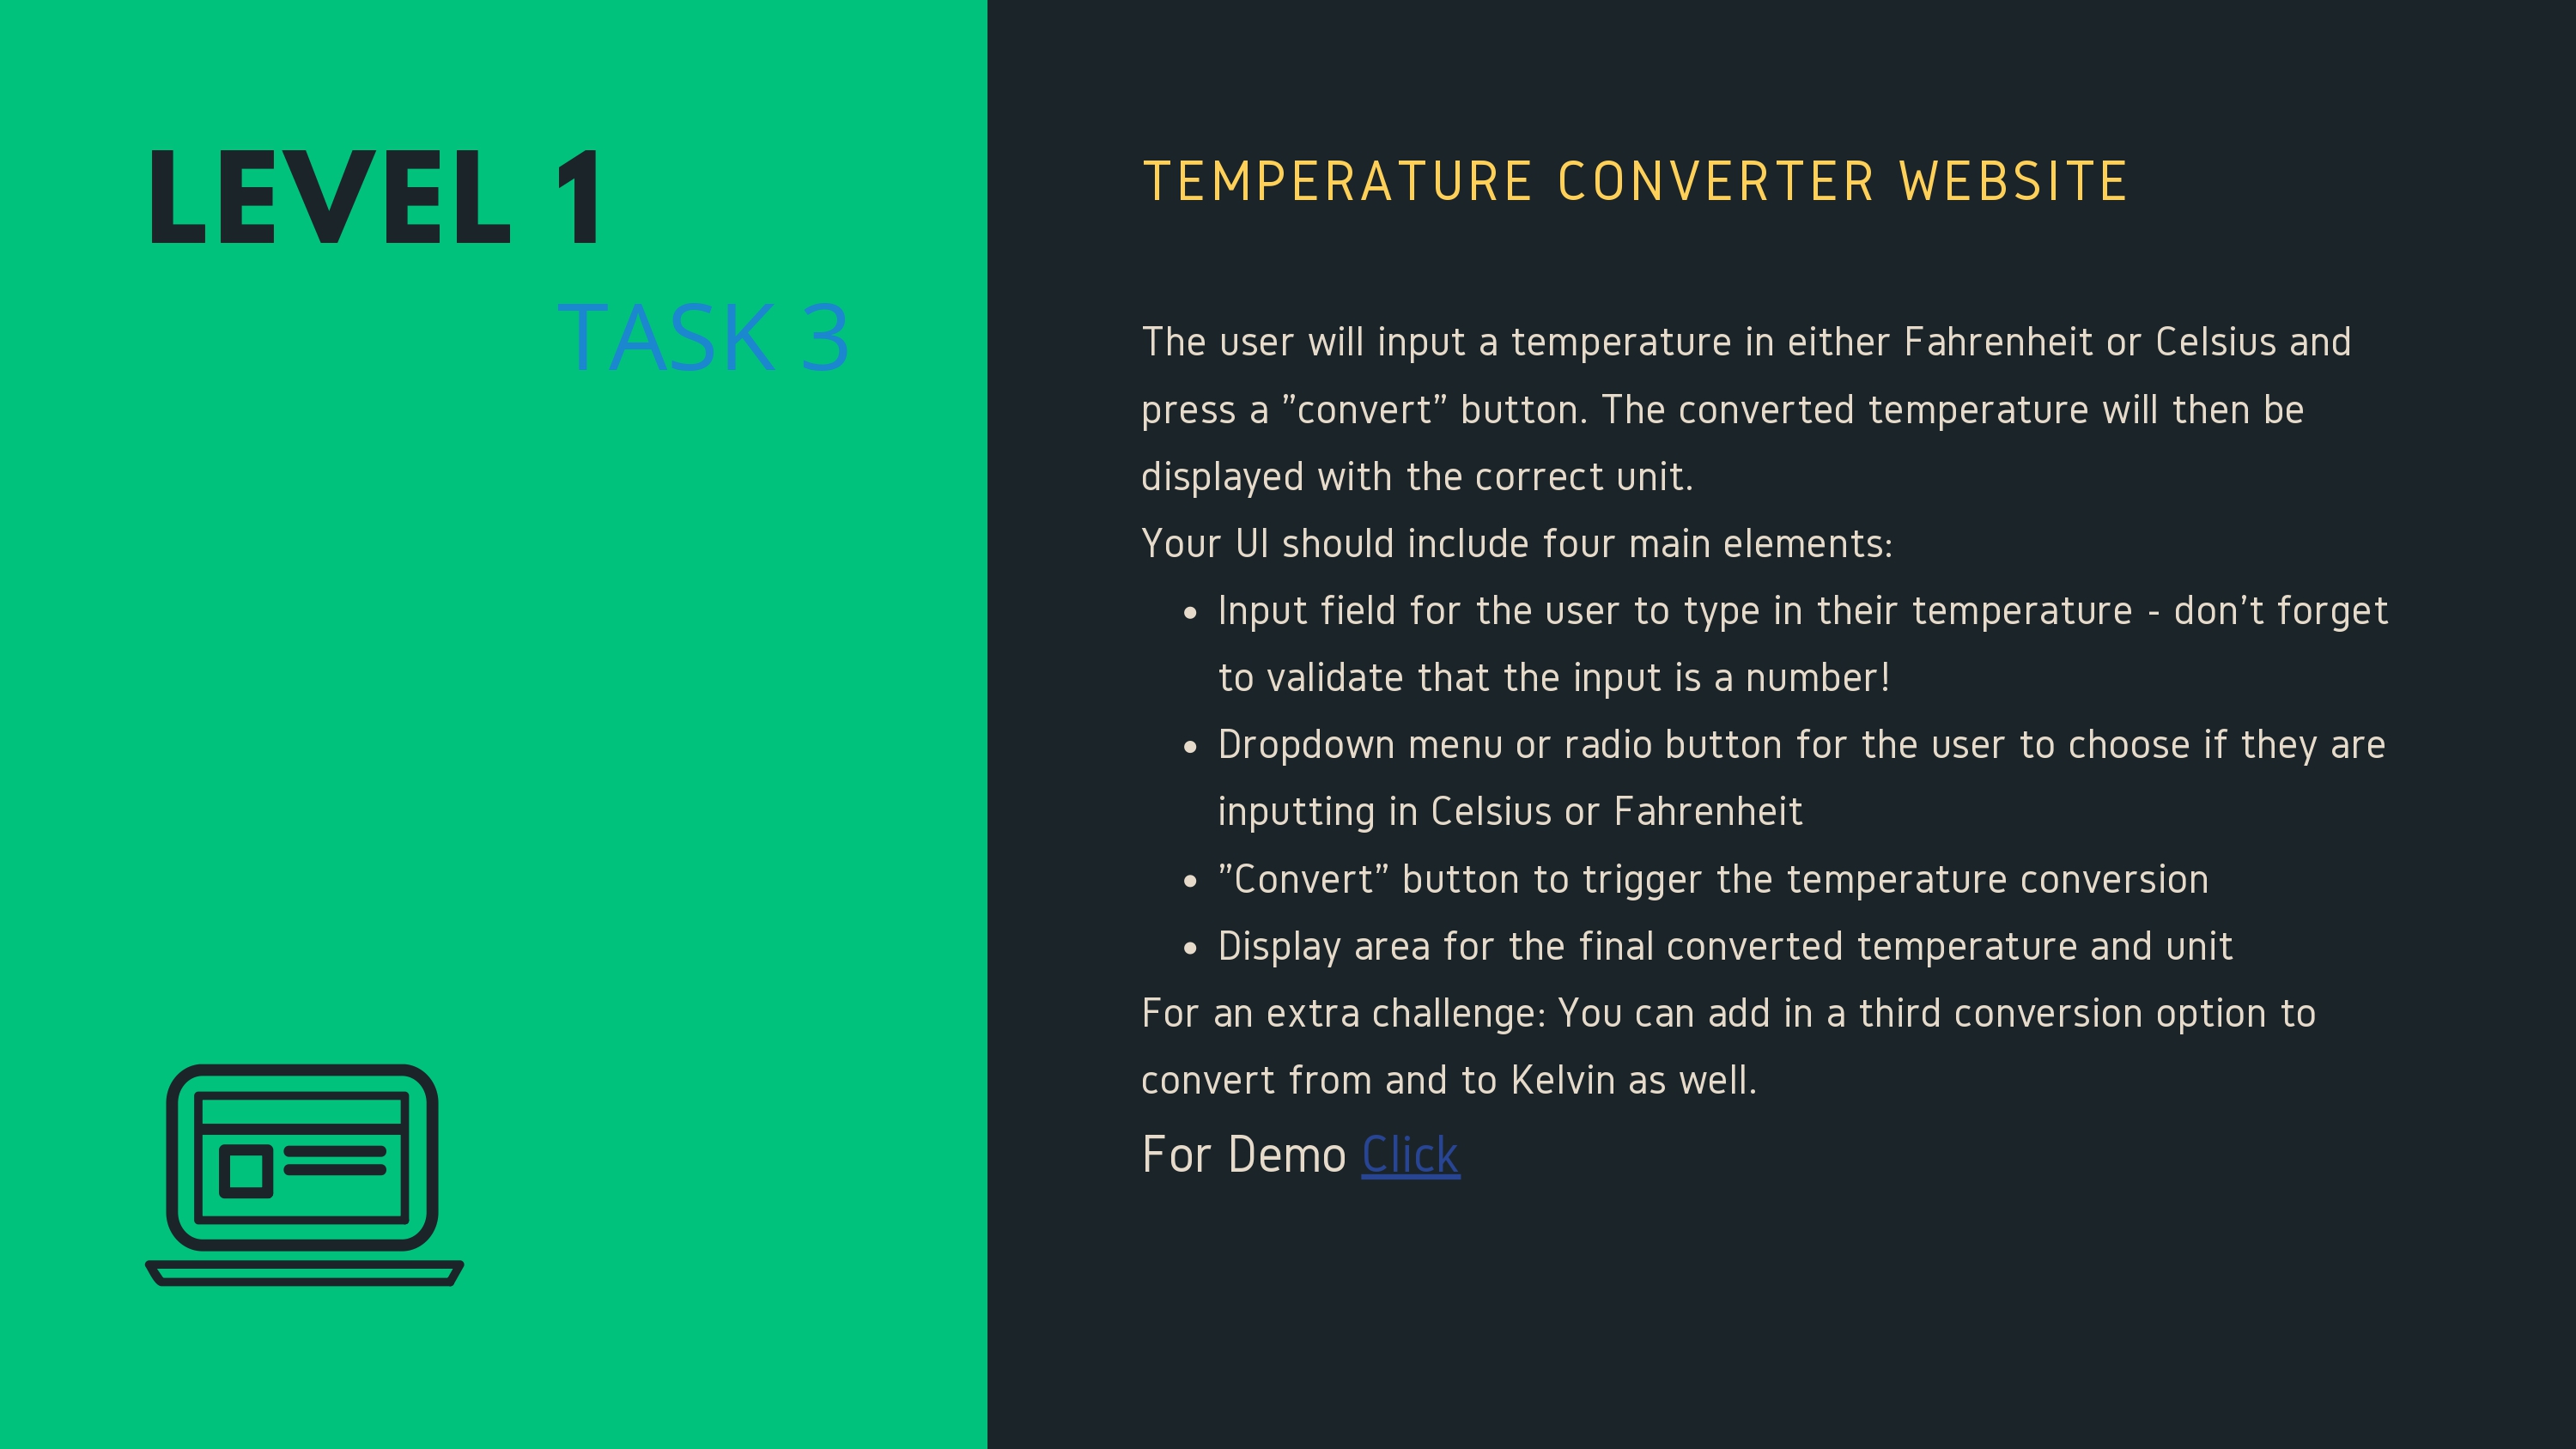 LEVEL 1
TASK 3
TEMPERATURE CONVERTER WEBSITE
The user will input a temperature in either Fahrenheit or Celsius and
press a ”convert” button. The converted temperature will then be
displayed with the correct unit.
Your UI should include four main elements:
• Input field for the user to type in their temperature - don’t forget
to validate that the input is a number!
• Dropdown menu or radio button for the user to choose if they are
inputting in Celsius or Fahrenheit
• ”Convert” button to trigger the temperature conversion
• Display area for the final converted temperature and unit
For an extra challenge: You can add in a third conversion option to
convert from and to Kelvin as well.
For Demo Click